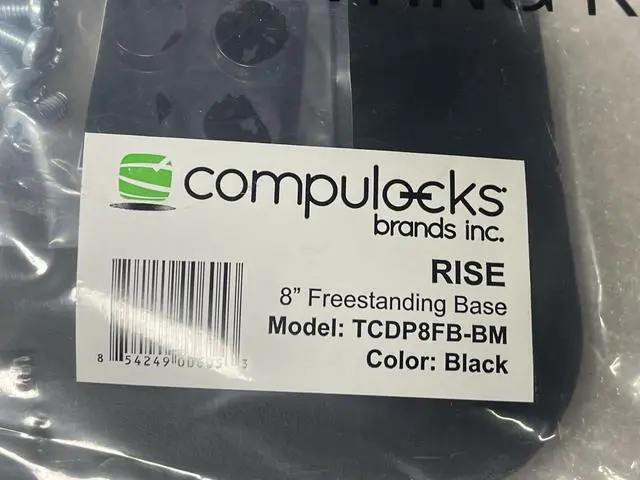 compulocks
brands inc.
RISE
8” Freestanding Base
Model: TCDP8FB-BM
Color: Black